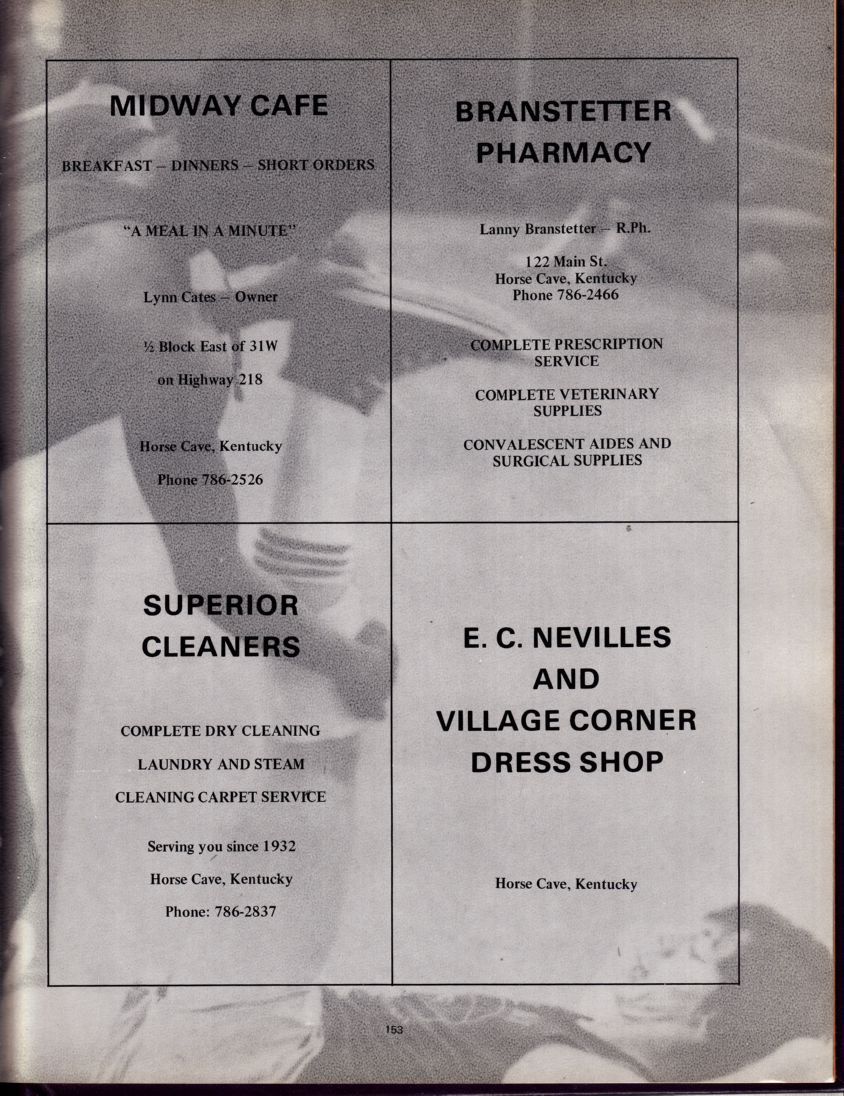 MIDWAY CAFE
BREAKFAST — DINNERS — SHORT ORDERS
“A MEAL IN A MINUTE”
Lynn Cates — Owner
½ Block East of 31W
on Highway 218
Horse Cave, Kentucky
Phone 786-2526
BRANSTETTER
PHARMACY
Lanny Branstetter — R.Ph.
122 Main St.
Horse Cave, Kentucky
Phone 786-2466
COMPLETE PRESCRIPTION
SERVICE
COMPLETE VETERINARY
SUPPLIES
CONVALESCENT AIDES AND
SURGICAL SUPPLIES
SUPERIOR
CLEANERS
COMPLETE DRY CLEANING
LAUNDRY AND STEAM
CLEANING CARPET SERVICE
Serving you since 1932
Horse Cave, Kentucky
Phone: 786-2837
E. C. NEVILLES
AND
VILLAGE CORNER
DRESS SHOP
Horse Cave, Kentucky
153